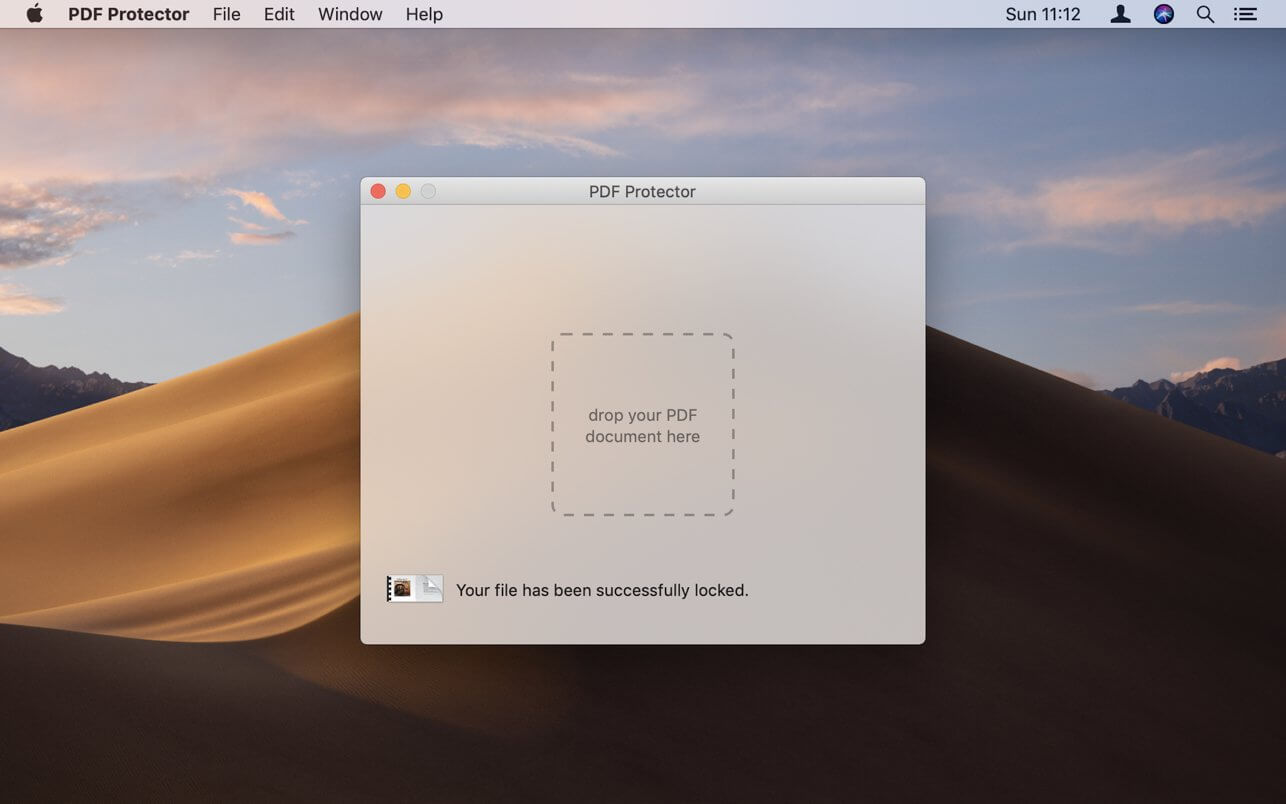 PDF Protector File Edit Window Help Sun 11:12
PDF Protector
drop your PDF
document here
Your file has been successfully locked.